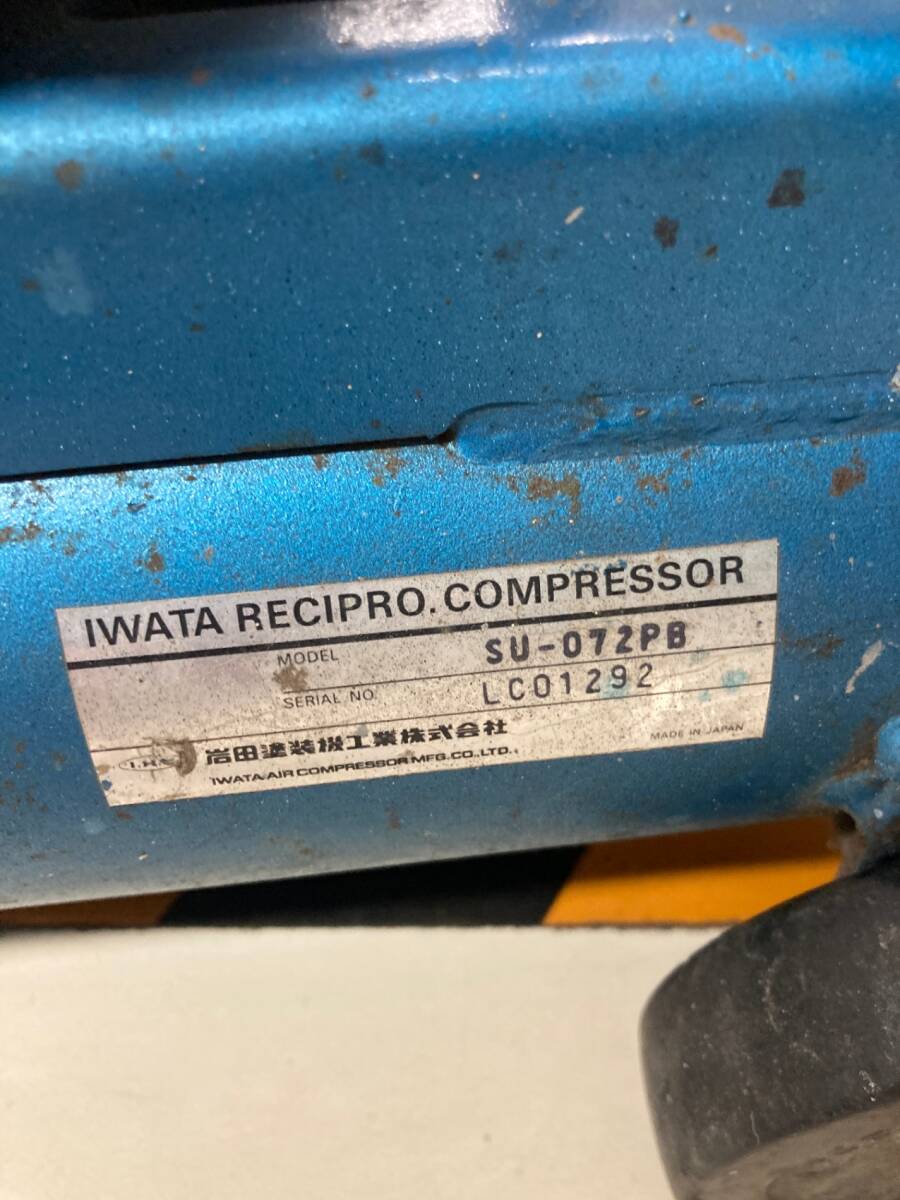 IWATA RECIPRO. COMPRESSOR
MODEL SU-072PB
SERIAL NO. LC01292
岩田塗装机工業株式会社
IWATA AIR COMPRESSOR MFG. CO., LTD.
MADE IN JAPAN